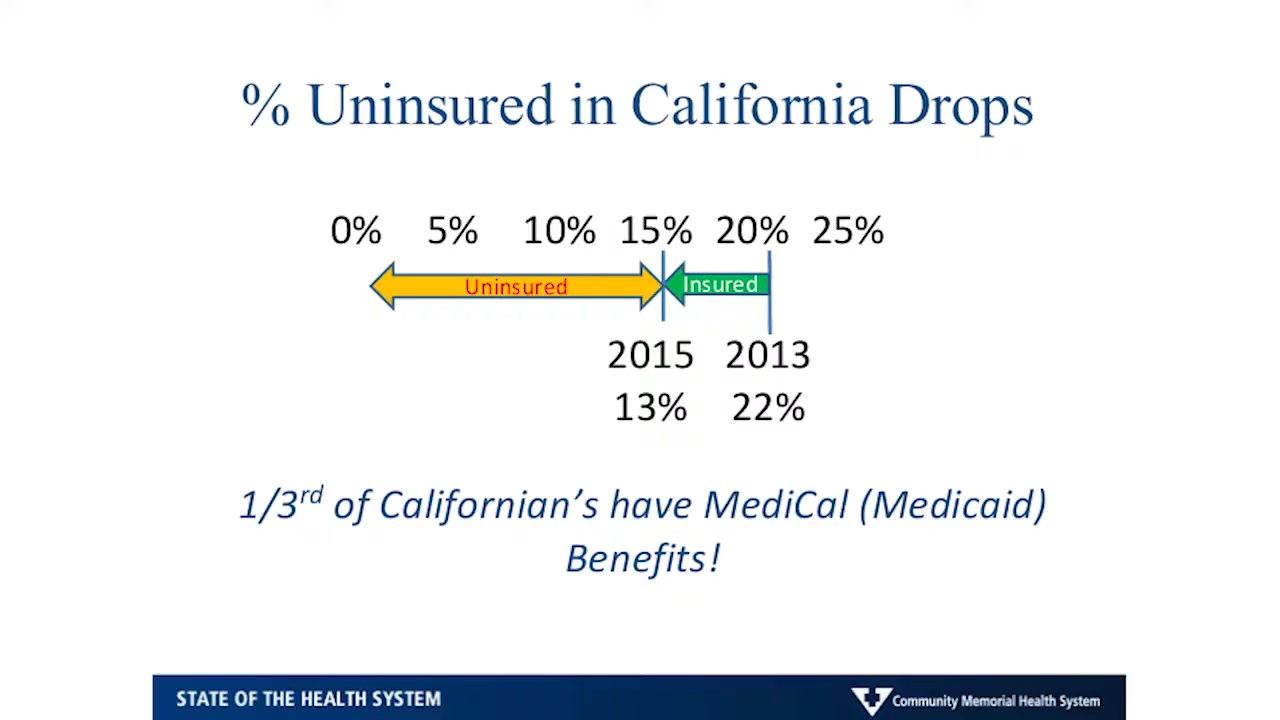 % Uninsured in California Drops
0% 5% 10% 15% 20% 25%
Uninsured Insured
2015 2013
13% 22%
1/3rd of Californian’s have MediCal (Medicaid)
Benefits!
STATE OF THE HEALTH SYSTEM Community Memorial Health System